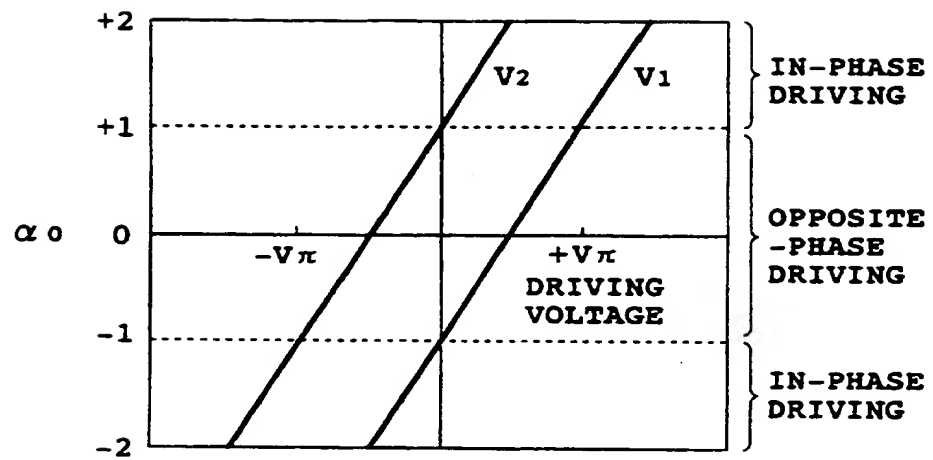 +2
V2
V1
IN-PHASE
DRIVING
+1
αo
0
-Vπ
+Vπ
DRIVING
VOLTAGE
OPPOSITE
-PHASE
DRIVING
-1
IN-PHASE
DRIVING
-2